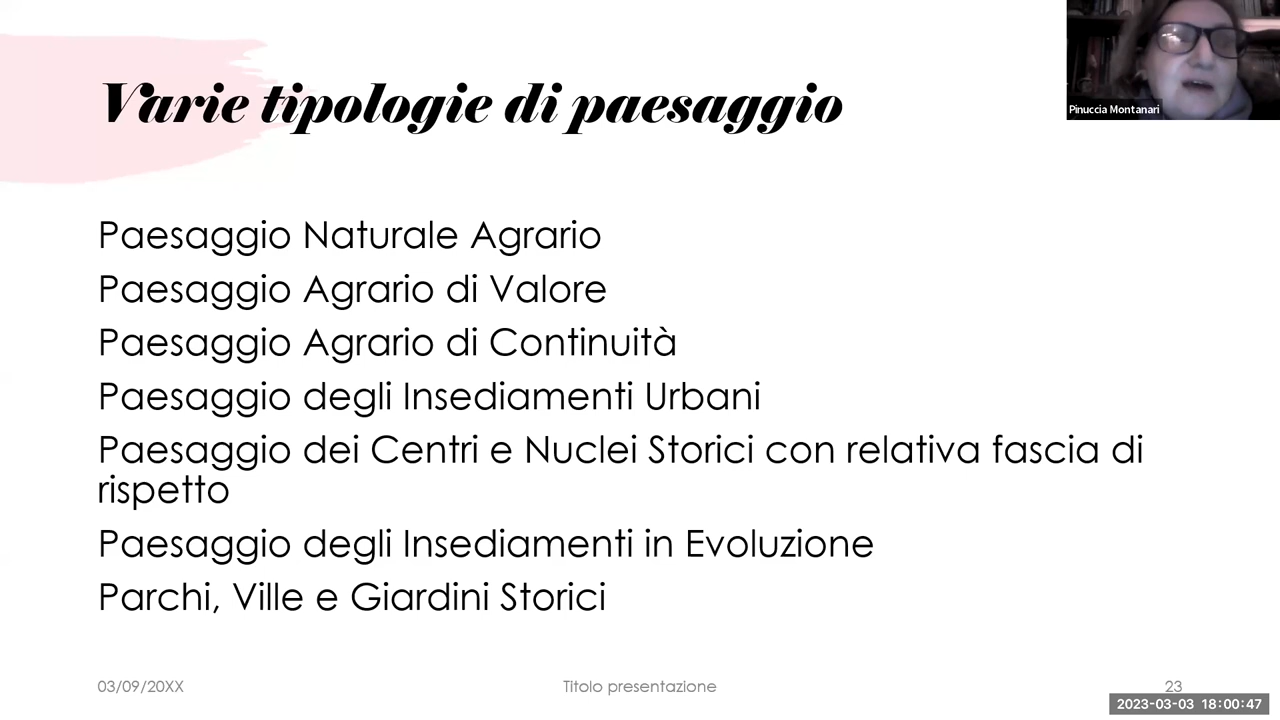 Varie tipologie di paesaggio
Pinuccia Montanari
Paesaggio Naturale Agrario
Paesaggio Agrario di Valore
Paesaggio Agrario di Continuità
Paesaggio degli Insediamenti Urbani
Paesaggio dei Centri e Nuclei Storici con relativa fascia di
rispetto
Paesaggio degli Insediamenti in Evoluzione
Parchi, Ville e Giardini Storici
03/09/20XX
Titolo presentazione
23
2023-03-03 18:00:47